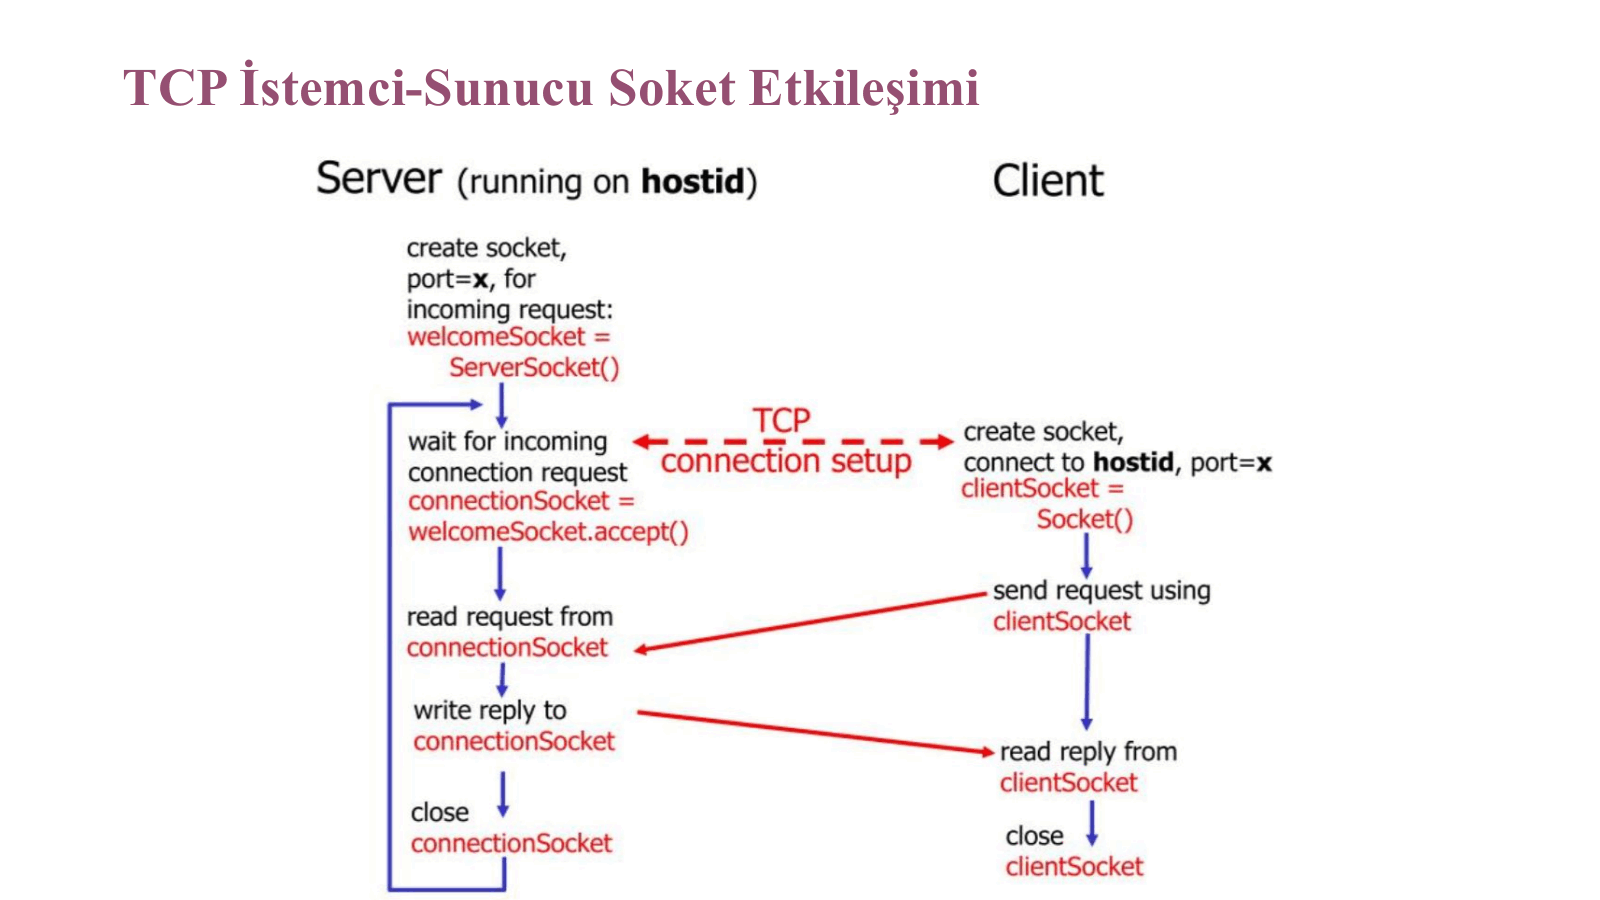 TCP İstemci-Sunucu Soket Etkileşimi
Server (running on hostid)
Client
create socket,
port=x, for
incoming request:
welcomeSocket =
ServerSocket()
wait for incoming
connection request
connectionSocket =
welcomeSocket.accept()
TCP
connection setup
create socket,
connect to hostid, port=x
clientSocket =
Socket()
send request using
clientSocket
read request from
connectionSocket
write reply to
connectionSocket
read reply from
clientSocket
close
connectionSocket
close
clientSocket